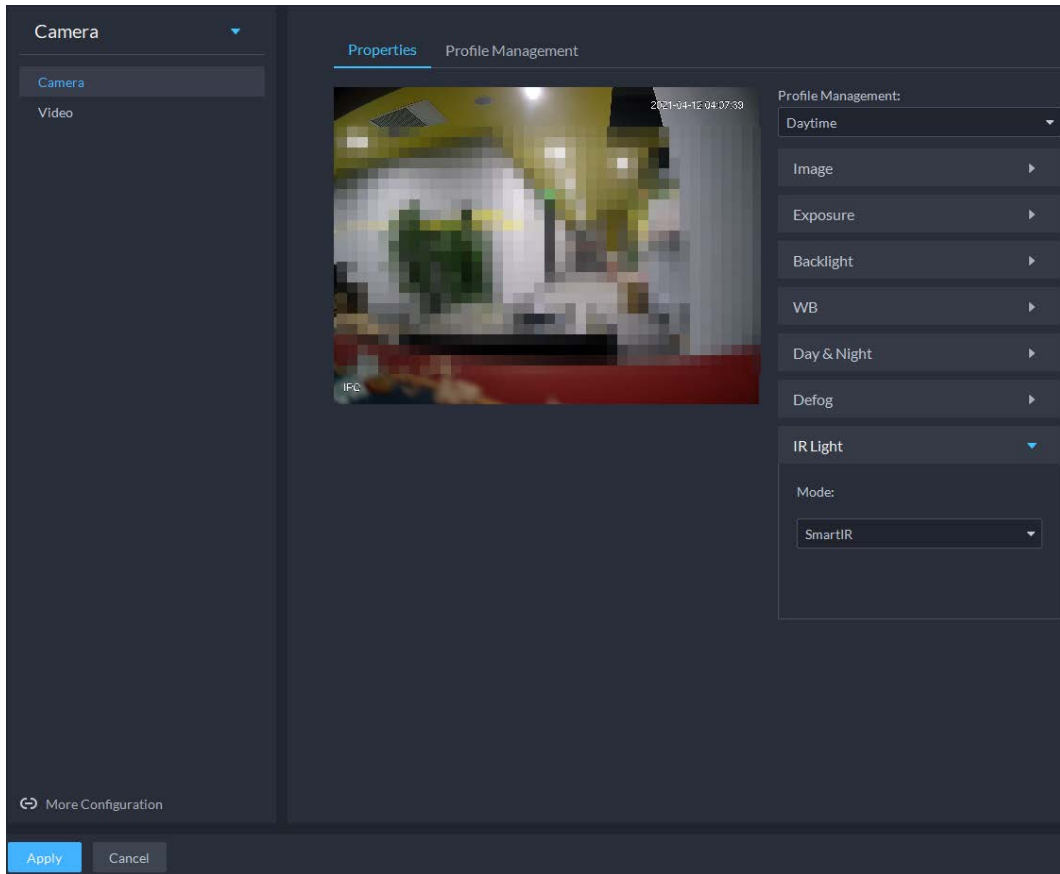 Camera
Camera
Video
More Configuration
Properties
Profile Management
2021-04-12 04:37:39
IPC
Profile Management:
Daytime
Image
Exposure
Backlight
WB
Day & Night
Defog
IR Light
Mode:
SmartIR
Apply
Cancel